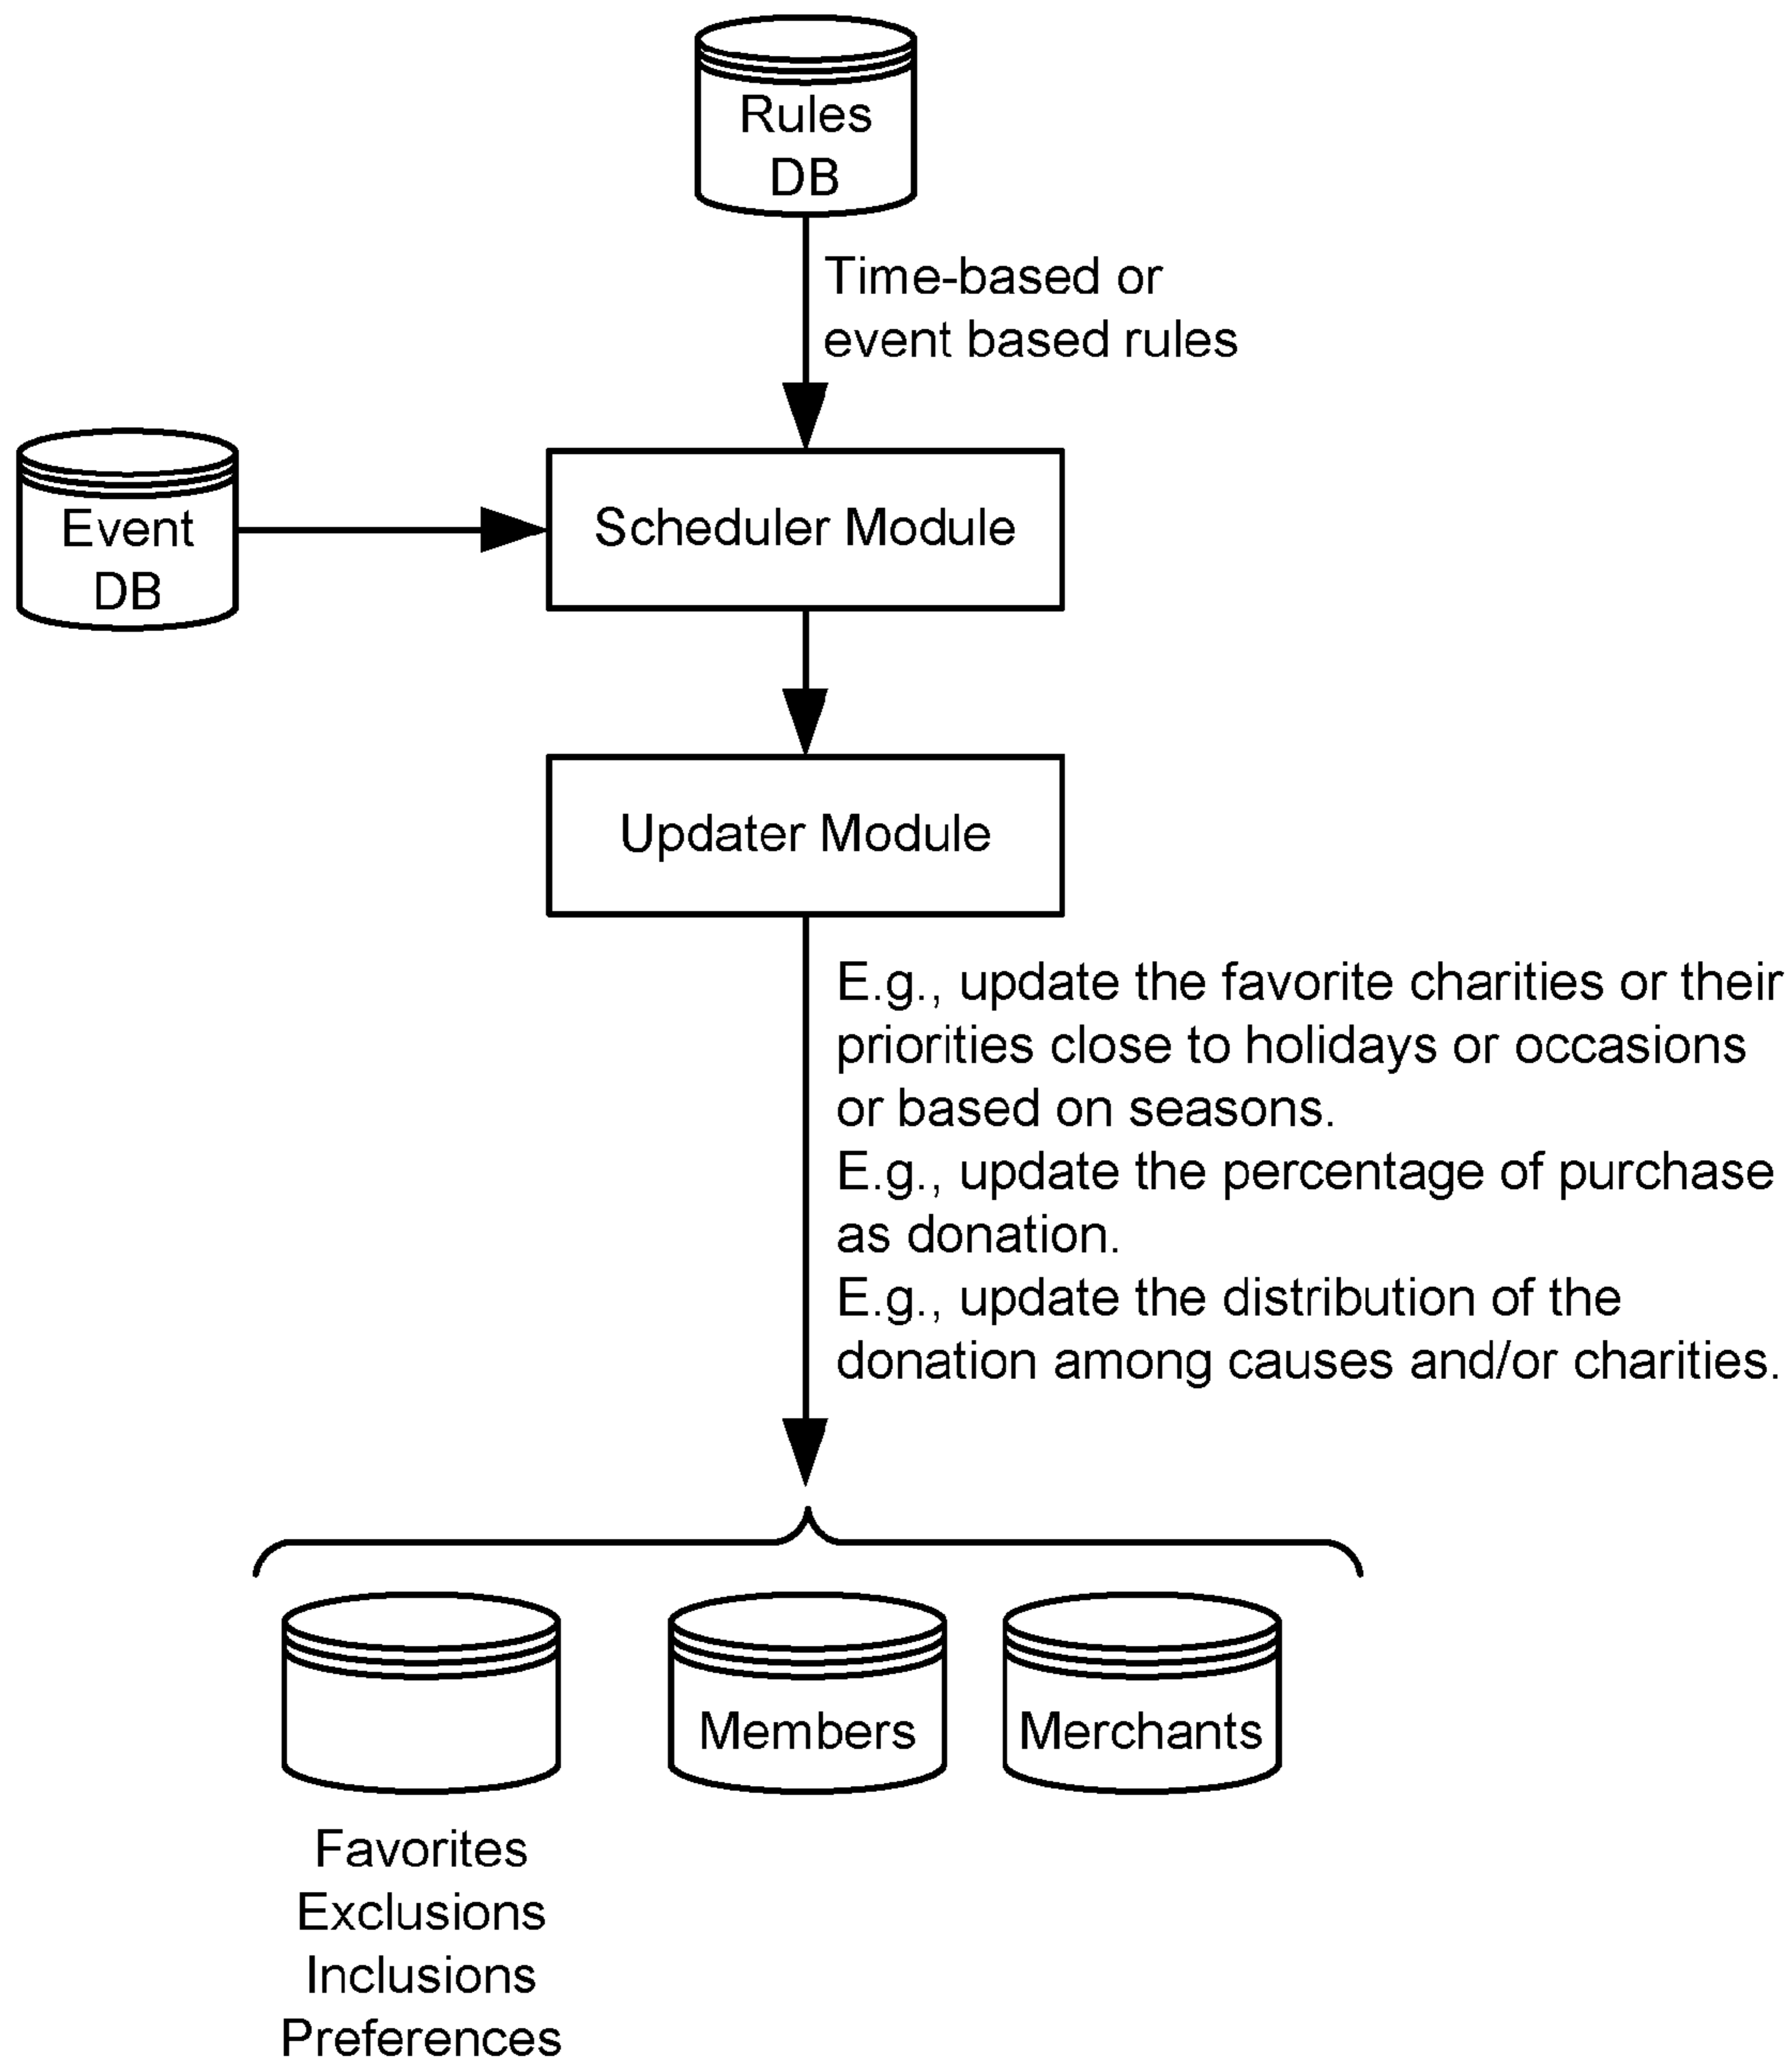 Rules
DB
Time-based or
event based rules
Event
DB
Scheduler Module
Updater Module
E.g., update the favorite charities or their
priorities close to holidays or occasions
or based on seasons.
E.g., update the percentage of purchase
as donation.
E.g., update the distribution of the
donation among causes and/or charities.
Members
Merchants
Favorites
Exclusions
Inclusions
Preferences